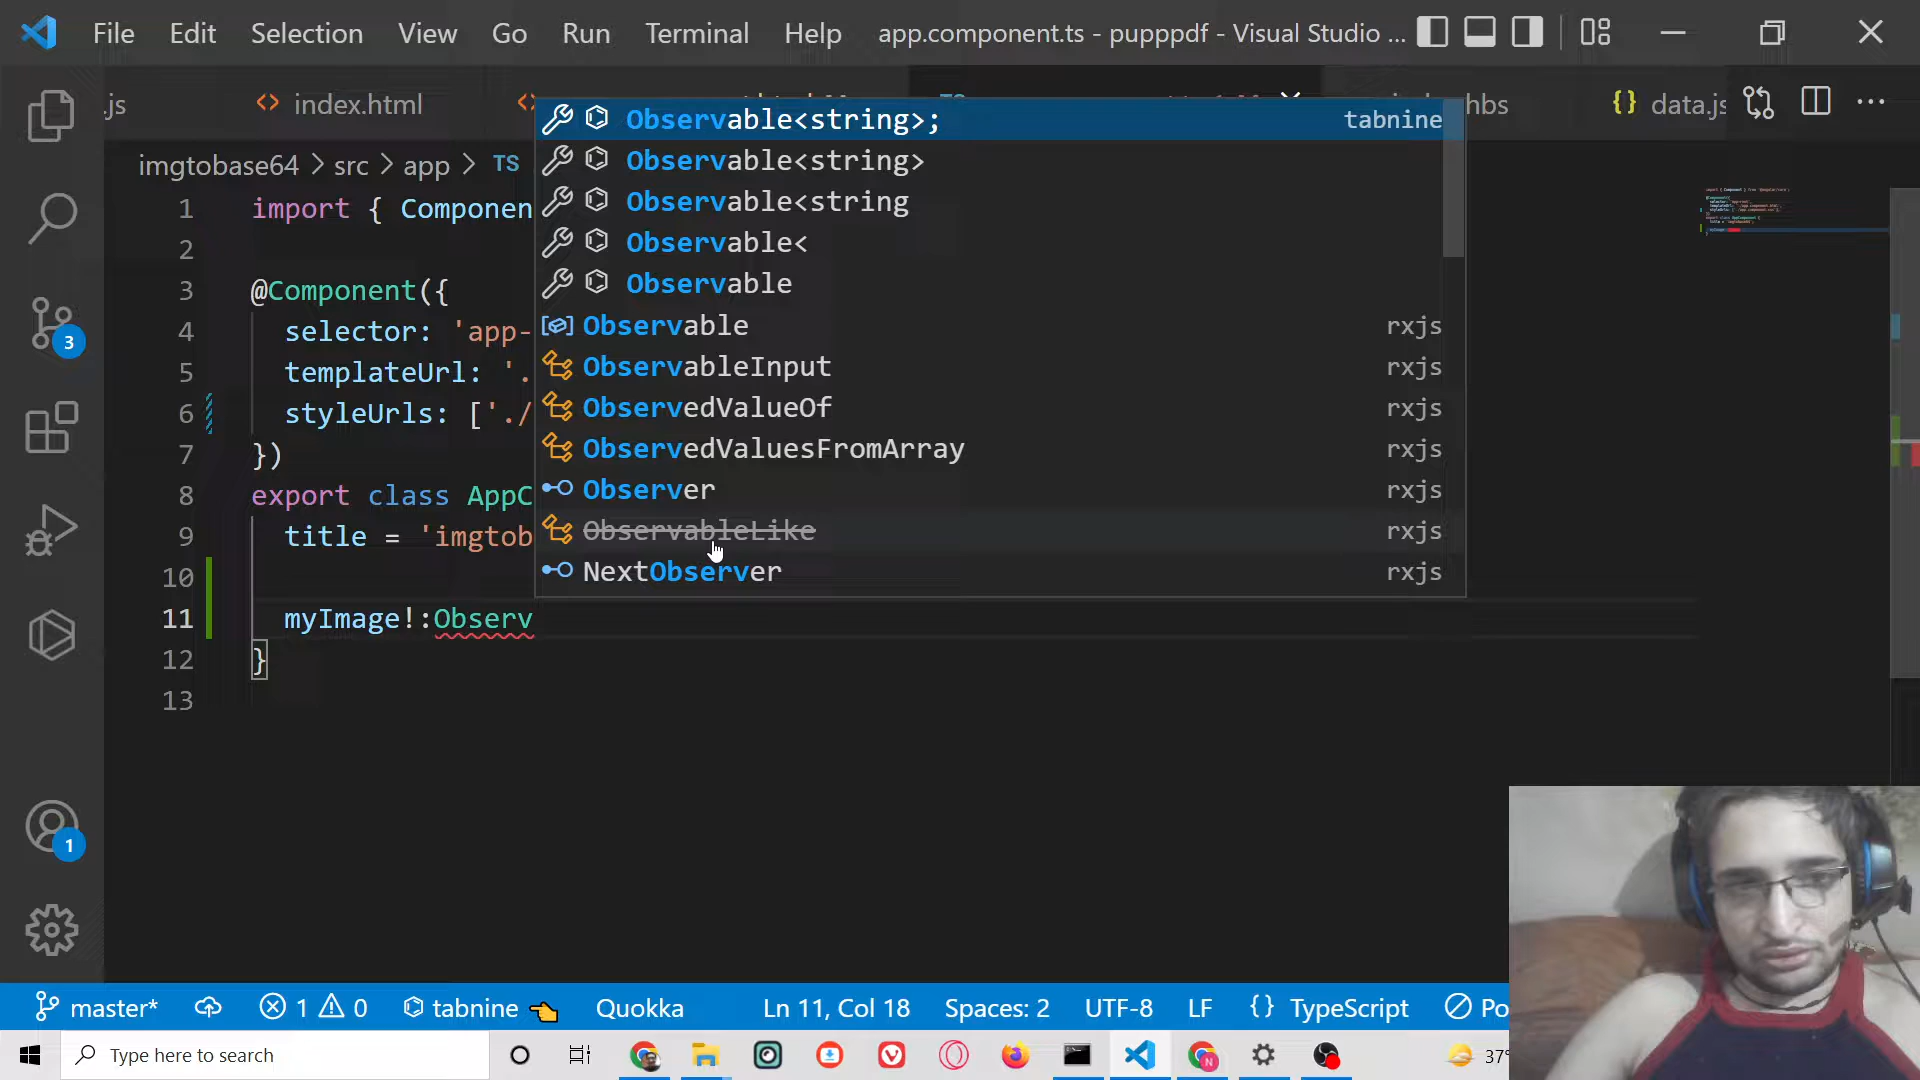 File Edit Selection View Go Run Terminal Help app.component.ts - pupppdf - Visual Studio ...
.js index.html hbs data.js
imgtobase64 > src > app > TS
1 import { Componen
2
3 @Component({
4 selector: 'app-
5 templateUrl: '.
6 styleUrls: ['./
7 })
8 export class AppC
9 title = 'imgtob
10
11 myImage!:Observ
12 }
13
Observable<string>; tabnine
Observable<string>
Observable<string
Observable<
Observable
Observable rxjs
ObservableInput rxjs
ObservedValueOf rxjs
ObservedValuesFromArray rxjs
Observer rxjs
ObservableLike rxjs
NextObserver rxjs
3
1
master* 1 0 tabnine Quokka Ln 11, Col 18 Spaces: 2 UTF-8 LF {} TypeScript Po
Type here to search 37°